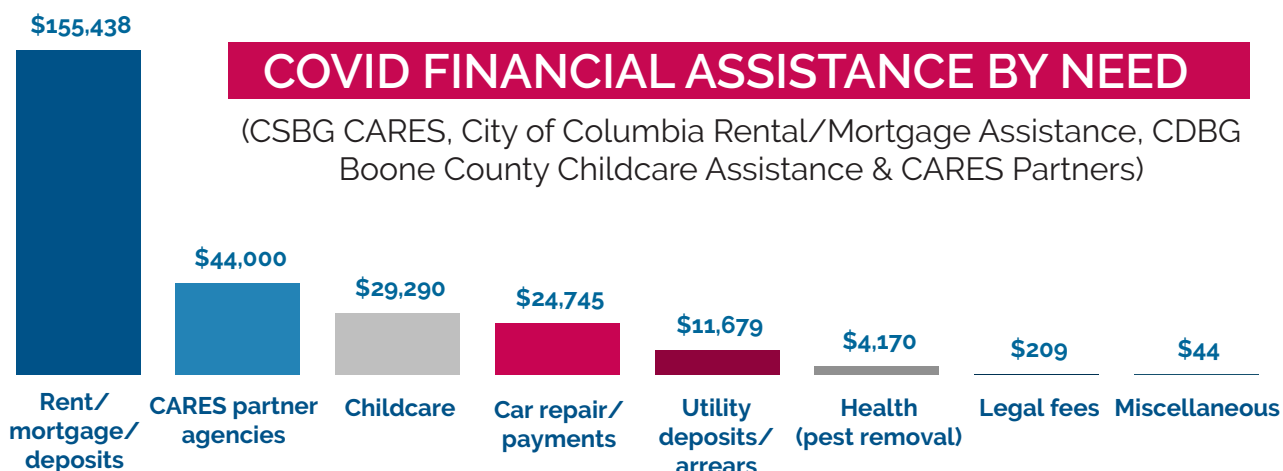 $155,438
COVID FINANCIAL ASSISTANCE BY NEED
(CSBG CARES, City of Columbia Rental/Mortgage Assistance, CDBG
Boone County Childcare Assistance & CARES Partners)
$44,000
$29,290
$24,745
$11,679
$4,170
$209
$44
Rent/
mortgage/
deposits
CARES partner
agencies
Childcare
Car repair/
payments
Utility
deposits/
arrears
Health
(pest removal)
Legal fees
Miscellaneous